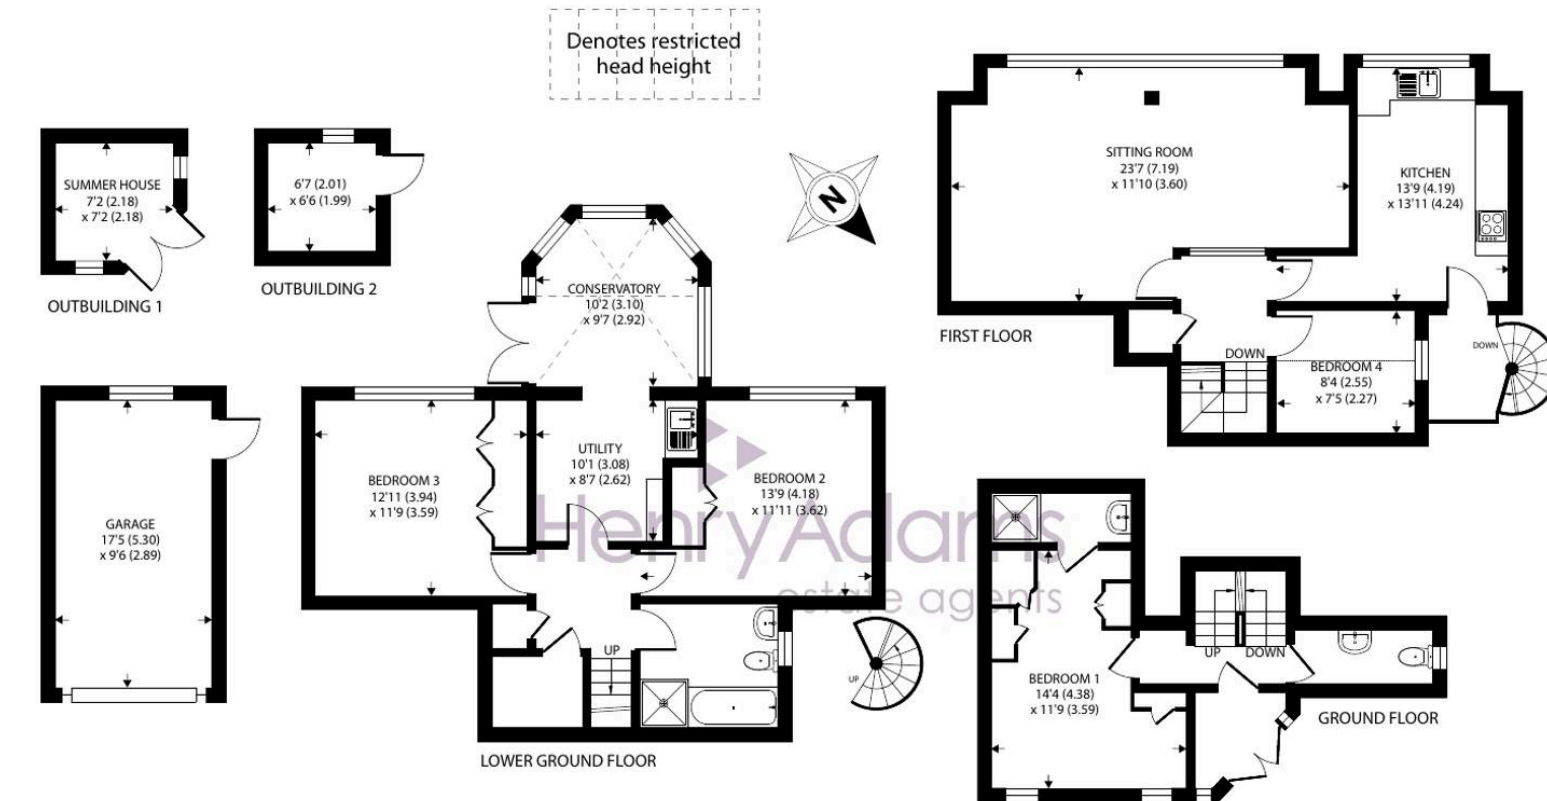 Denotes restricted
head height
SUMMER HOUSE
7'2 (2.18)
x 7'2 (2.18)
OUTBUILDING 1
6'7 (2.01)
x 6'6 (1.99)
OUTBUILDING 2
N
SITTING ROOM
23'7 (7.19)
x 11'10 (3.60)
KITCHEN
13'9 (4.19)
x 13'11 (4.24)
FIRST FLOOR
DOWN
BEDROOM 4
8'4 (2.55)
x 7'5 (2.27)
DOWN
CONSERVATORY
10'2 (3.10)
x 9'7 (2.92)
GARAGE
17'5 (5.30)
x 9'6 (2.89)
BEDROOM 3
12'11 (3.94)
x 11'9 (3.59)
UTILITY
10'1 (3.08)
x 8'7 (2.62)
BEDROOM 2
13'9 (4.18)
x 11'11 (3.62)
Henry Adams
estate agents
UP
UP
LOWER GROUND FLOOR
BEDROOM 1
14'4 (4.38)
x 11'9 (3.59)
UP
DOWN
GROUND FLOOR